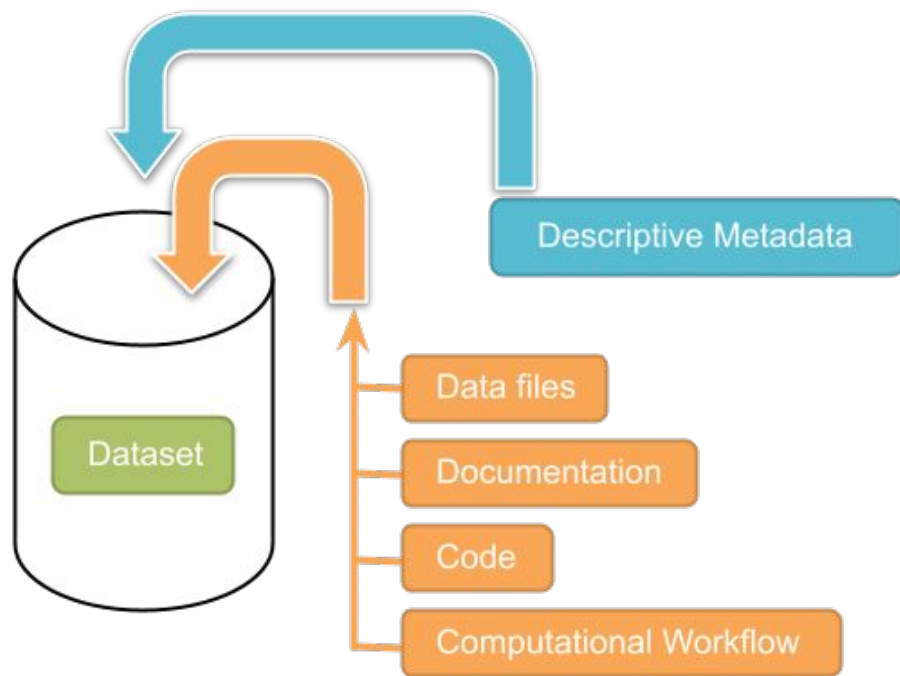 Descriptive Metadata
Data files
Dataset
Documentation
Code
Computational Workflow